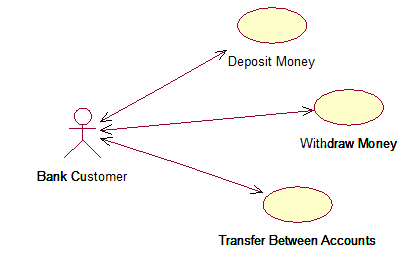 Deposit Money
Withdraw Money
Bank Customer
Transfer Between Accounts